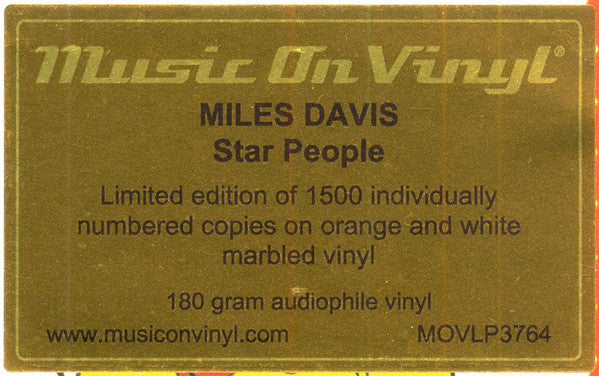 Music On Vinyl®
MILES DAVIS
Star People
Limited edition of 1500 individually
numbered copies on orange and white
marbled vinyl
180 gram audiophile vinyl
www.musiconvinyl.com MOVLP3764